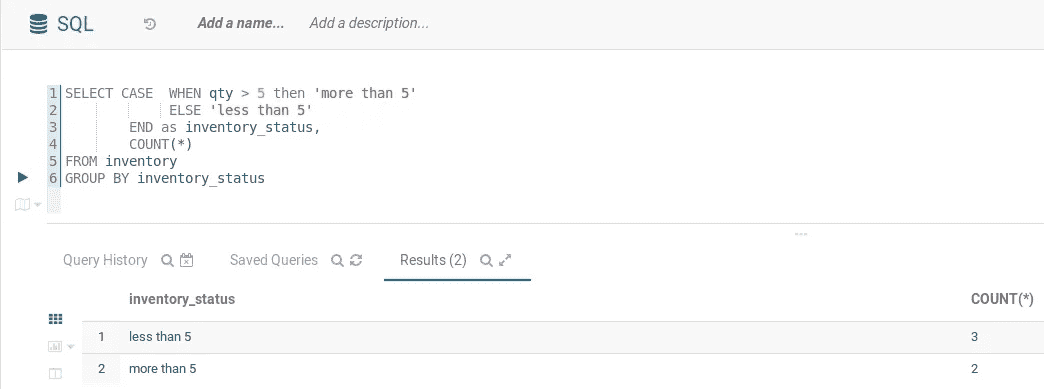 SQL Add a name... Add a description...
1 SELECT CASE  WHEN qty > 5 then 'more than 5'
2 ELSE 'less than 5'
3 END as inventory_status,
4 COUNT(*)
5 FROM inventory
6 GROUP BY inventory_status
Query History Saved Queries Results (2)
inventory_status COUNT(*)
1 less than 5 3
2 more than 5 2